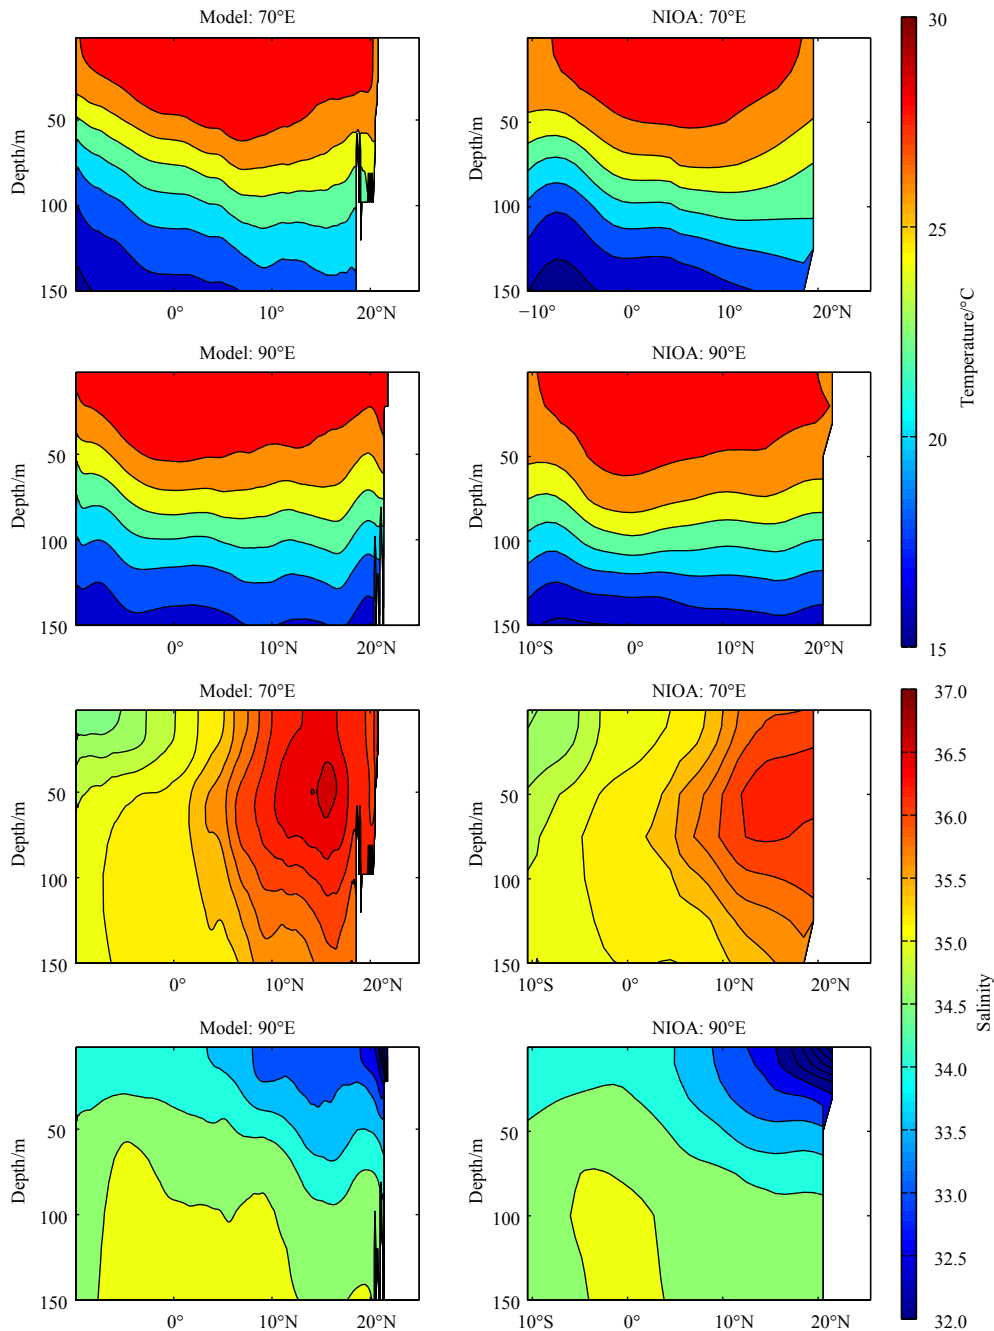 Model: 70°E
NIOA: 70°E
30
50
100
150
Depth/m
0°
10°N
20°N
50
100
150
Depth/m
−10°
0°
10°N
20°N
25
Model: 90°E
NIOA: 90°E
50
100
150
Depth/m
0°
10°N
20°N
50
100
150
Depth/m
10°S
0°
10°N
20°N
20
15
Temperature/°C
Model: 70°E
NIOA: 70°E
37.0
36.5
36.0
35.5
35.0
50
100
150
Depth/m
0°
10°N
20°N
50
100
150
Depth/m
10°S
0°
10°N
20°N
Salinity
Model: 90°E
NIOA: 90°E
34.5
34.0
33.5
33.0
32.5
32.0
50
100
150
Depth/m
0°
10°N
20°N
50
100
150
Depth/m
10°S
0°
10°N
20°N